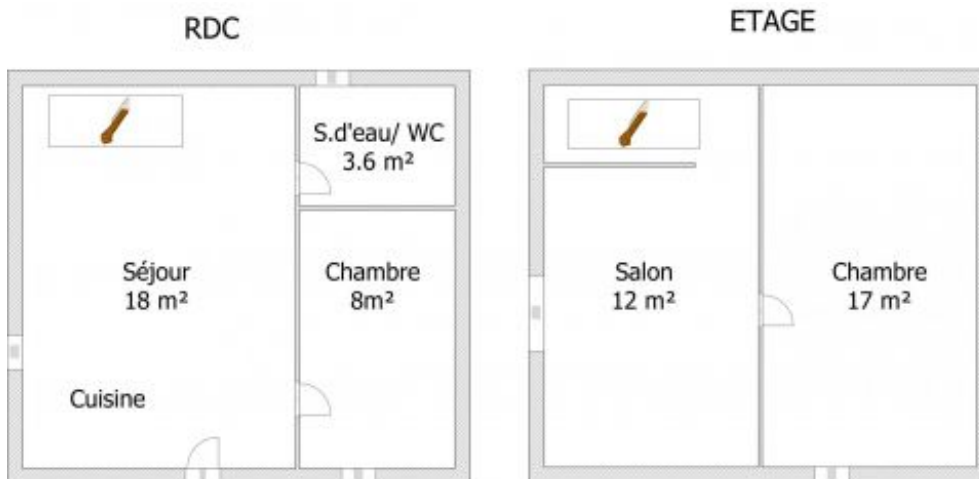 RDC
S.d'eau/ WC
3.6 m²
Séjour
18 m²
Chambre
8m²
Cuisine
ETAGE
Salon
12 m²
Chambre
17 m²